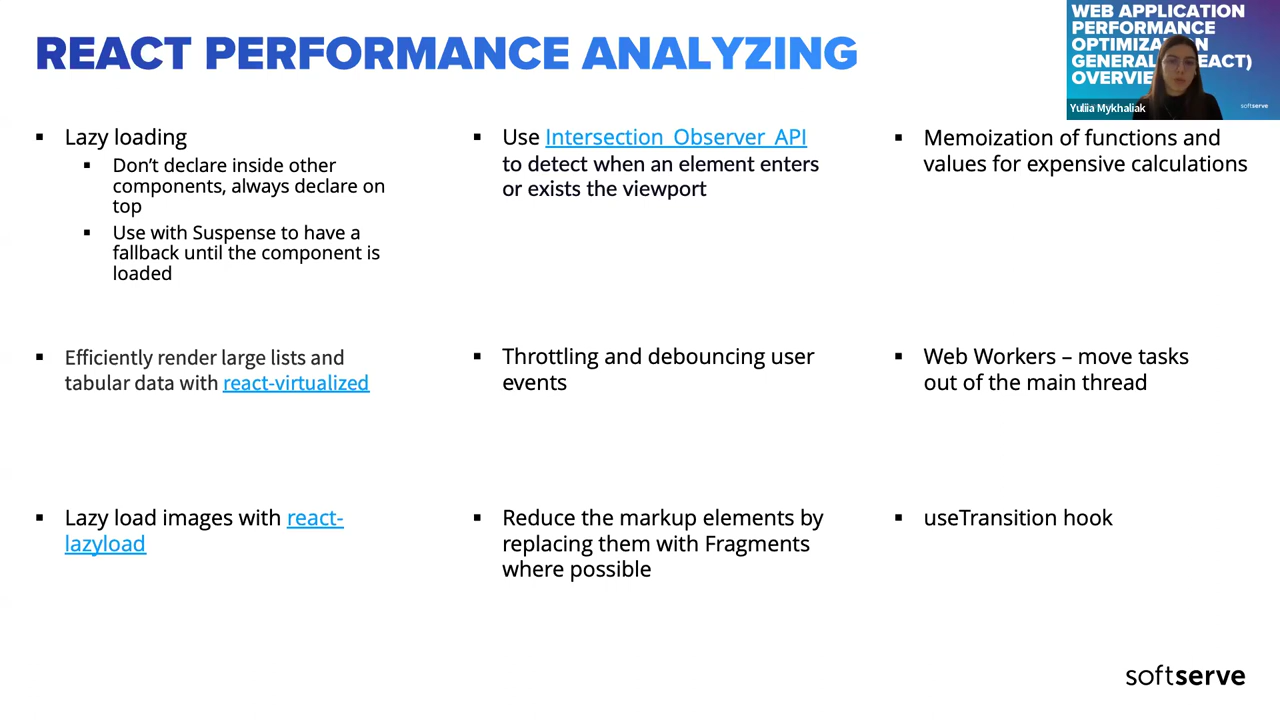 REACT PERFORMANCE ANALYZING
WEB APPLICATION
PERFORMANCE
GENERAL
Yuliia Mykhaliak
softserve
▪ Lazy loading
▪ Don’t declare inside other
components, always declare on
top
▪ Use with Suspense to have a
fallback until the component is
loaded
▪ Use Intersection Observer API
to detect when an element enters
or exists the viewport
▪ Memoization of functions and
values for expensive calculations
▪ Efficiently render large lists and
tabular data with react-virtualized
▪ Throttling and debouncing user
events
▪ Web Workers – move tasks
out of the main thread
▪ Lazy load images with react-
lazyload
▪ Reduce the markup elements by
replacing them with Fragments
where possible
▪ useTransition hook
softserve